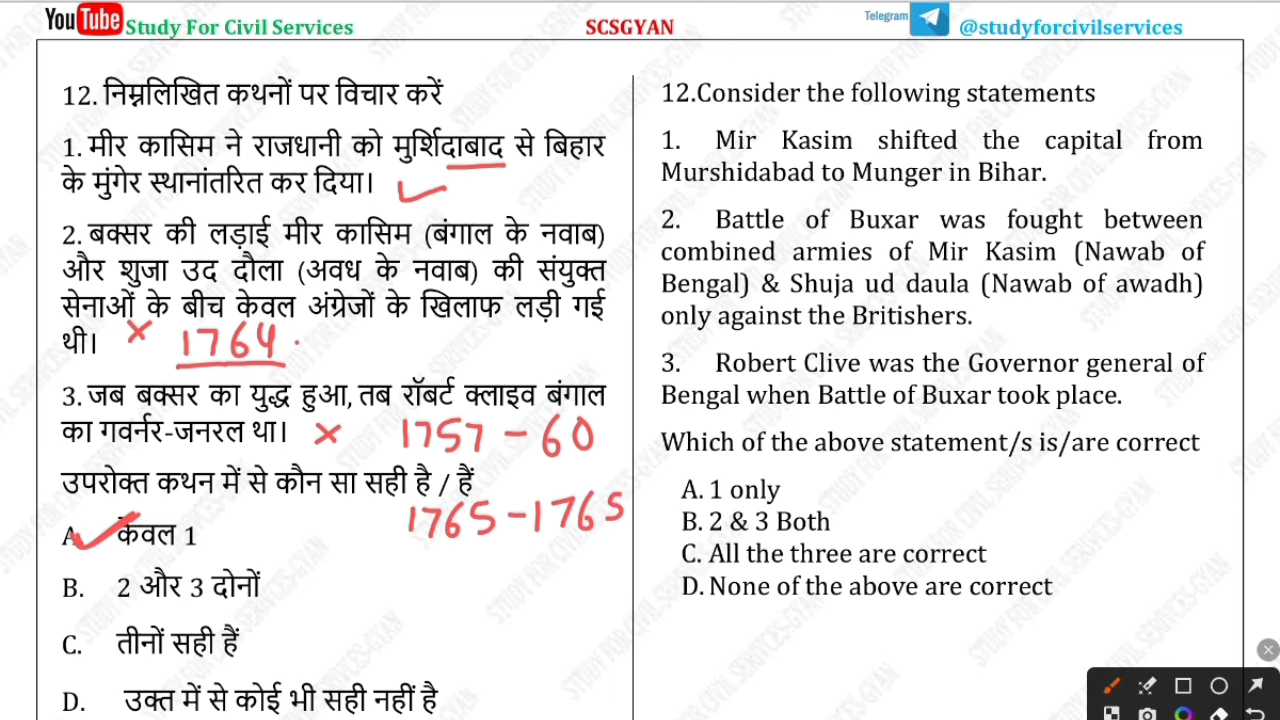 YouTube Study For Civil Services
SCSGYAN
Telegram @studyforcivilservices
12. निम्नलिखित कथनों पर विचार करें
1. मीर कासिम ने राजधानी को मुर्शिदाबाद से बिहार
के मुंगेर स्थानांतरित कर दिया।
2. बक्सर की लड़ाई मीर कासिम (बंगाल के नवाब)
और शुजा उद दौला (अवध के नवाब) की संयुक्त
सेनाओं के बीच केवल अंग्रेजों के खिलाफ लड़ी गई
थी। × 1764
3. जब बक्सर का युद्ध हुआ, तब रॉबर्ट क्लाइव बंगाल
का गवर्नर-जनरल था। × 1757 - 60
उपरोक्त कथन में से कौन सा सही है / हैं
1765 - 1765
A. केवल 1
B. 2 और 3 दोनों
C. तीनों सही हैं
D. उक्त में से कोई भी सही नहीं है
12.Consider the following statements
1. Mir Kasim shifted the capital from
Murshidabad to Munger in Bihar.
2. Battle of Buxar was fought between
combined armies of Mir Kasim (Nawab of
Bengal) & Shuja ud daula (Nawab of awadh)
only against the Britishers.
3. Robert Clive was the Governor general of
Bengal when Battle of Buxar took place.
Which of the above statement/s is/are correct
A. 1 only
B. 2 & 3 Both
C. All the three are correct
D. None of the above are correct